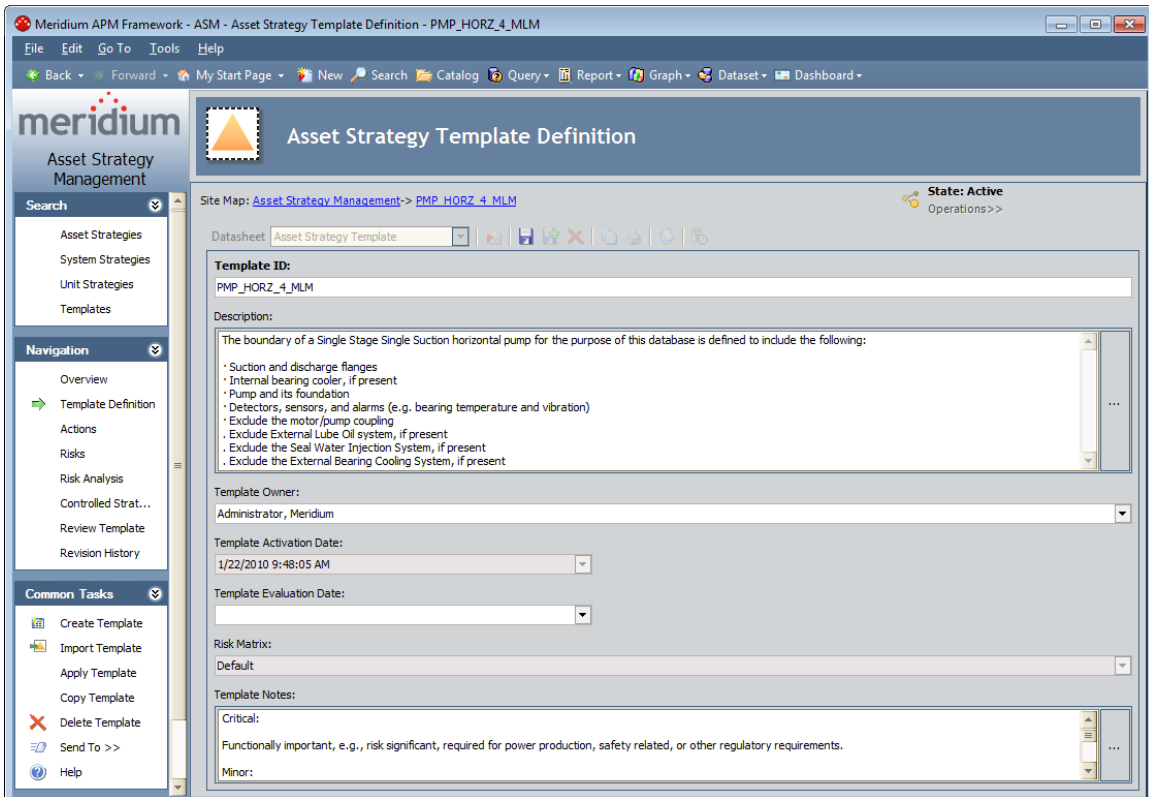 Meridium APM Framework - ASM - Asset Strategy Template Definition - PMP_HORZ_4_MLM
File Edit Go To Tools Help
Back Forward My Start Page New Search Catalog Query Report Graph Dataset Dashboard
meridium
Asset Strategy
Management
Search
Asset Strategies
System Strategies
Unit Strategies
Templates
Navigation
Overview
Template Definition
Actions
Risks
Risk Analysis
Controlled Strat...
Review Template
Revision History
Common Tasks
Create Template
Import Template
Apply Template
Copy Template
Delete Template
Send To >>
Help
Asset Strategy Template Definition
Site Map: Asset Strategy Management-> PMP_HORZ_4_MLM
State: Active
Operations>>
Datasheet Asset Strategy Template
Template ID:
PMP_HORZ_4_MLM
Description:
The boundary of a Single Stage Single Suction horizontal pump for the purpose of this database is defined to include the following:
· Suction and discharge flanges
· Internal bearing cooler, if present
· Pump and its foundation
· Detectors, sensors, and alarms (e.g. bearing temperature and vibration)
· Exclude the motor/pump coupling
. Exclude External Lube Oil system, if present
. Exclude the Seal Water Injection System, if present
. Exclude the External Bearing Cooling System, if present
...
Template Owner:
Administrator, Meridium
Template Activation Date:
1/22/2010 9:48:05 AM
Template Evaluation Date:
Risk Matrix:
Default
Template Notes:
Critical:
Functionally important, e.g., risk significant, required for power production, safety related, or other regulatory requirements.
Minor:
...